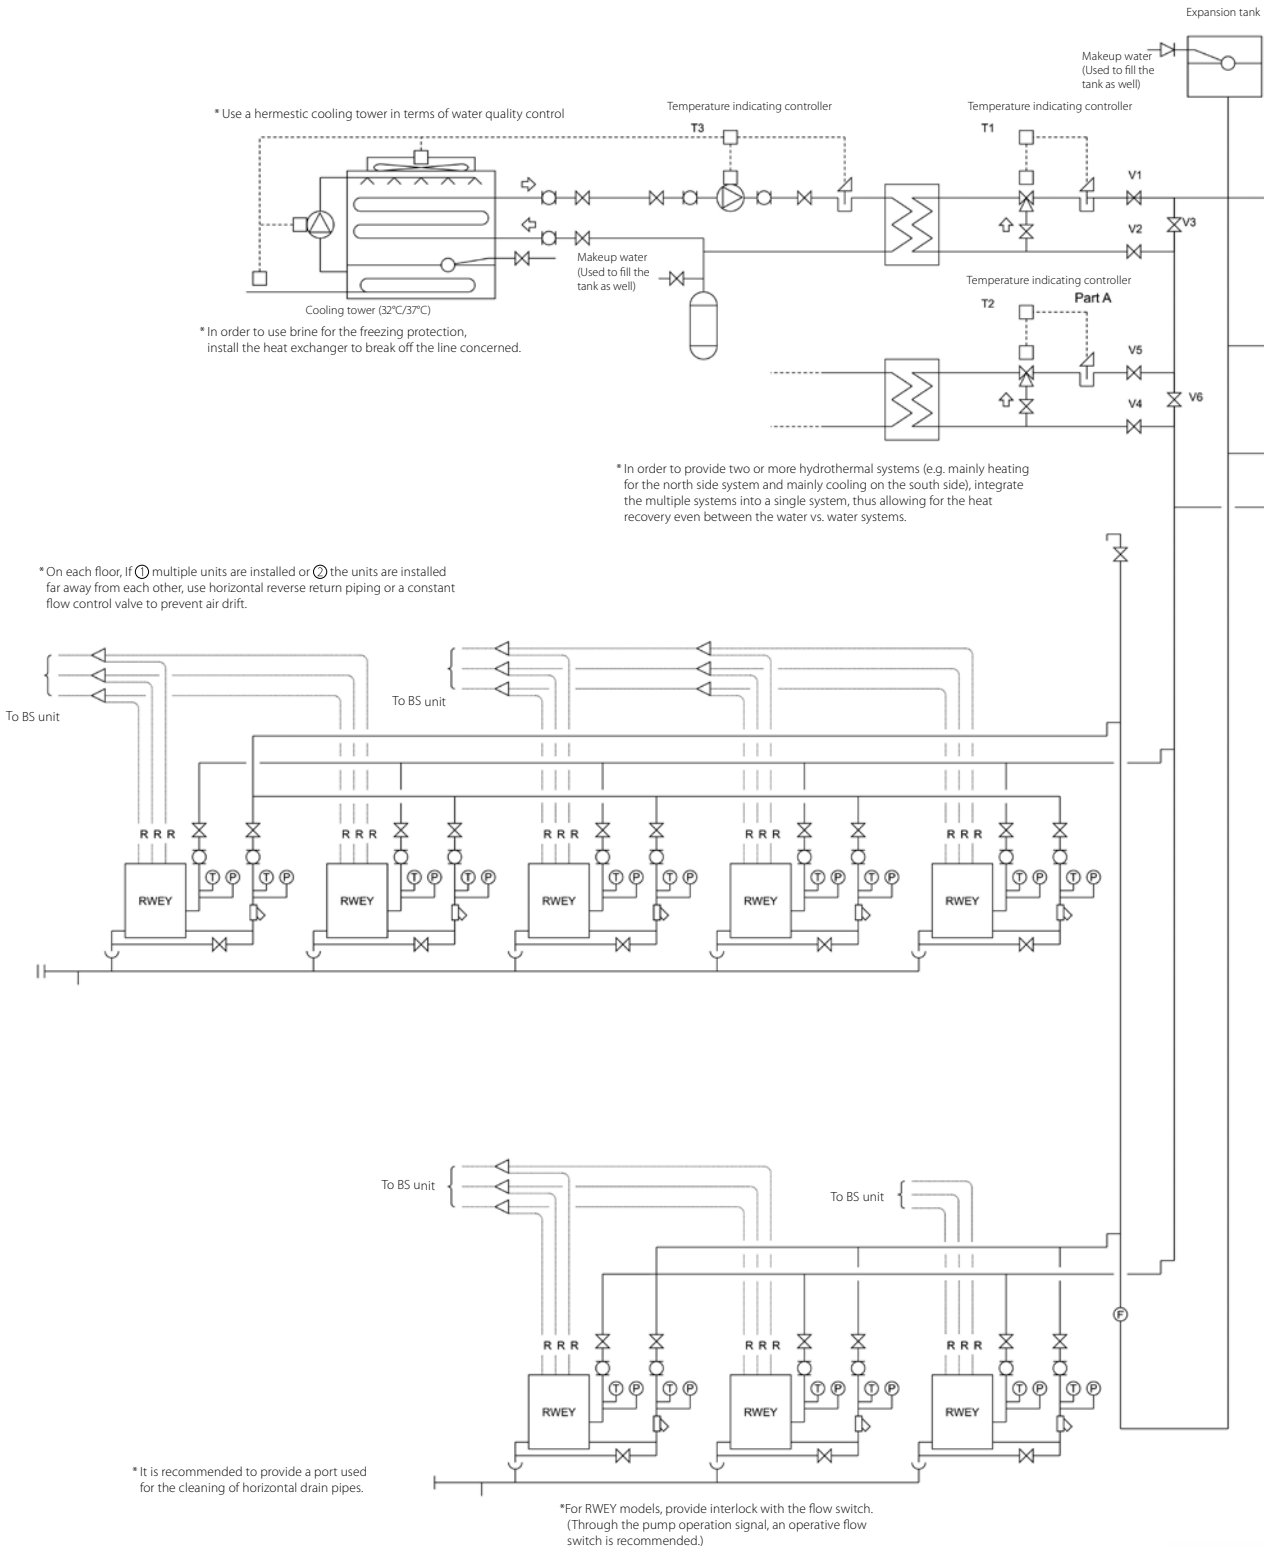 Expansion tank
Makeup water
(Used to fill the
tank as well)
* Use a hermestic cooling tower in terms of water quality control
Temperature indicating controller
T3
Temperature indicating controller
T1
V1
V3
V2
Makeup water
(Used to fill the
tank as well)
Temperature indicating controller
T2
Part A
Cooling tower (32°C/37°C)
* In order to use brine for the freezing protection,
install the heat exchanger to break off the line concerned.
V5
V6
V4
* In order to provide two or more hydrothermal systems (e.g. mainly heating
for the north side system and mainly cooling on the south side), integrate
the multiple systems into a single system, thus allowing for the heat
recovery even between the water vs. water systems.
* On each floor, If ① multiple units are installed or ② the units are installed
far away from each other, use horizontal reverse return piping or a constant
flow control valve to prevent air drift.
To BS unit
To BS unit
R R R R R R R R R R R R R R R
T P T P T P T P T P T P T P T P T P T P
RWEY RWEY RWEY RWEY RWEY
To BS unit
To BS unit
F
R R R R R R R R R
T P T P T P T P T P T P
RWEY RWEY RWEY
* It is recommended to provide a port used
for the cleaning of horizontal drain pipes.
*For RWEY models, provide interlock with the flow switch.
(Through the pump operation signal, an operative flow
switch is recommended.)